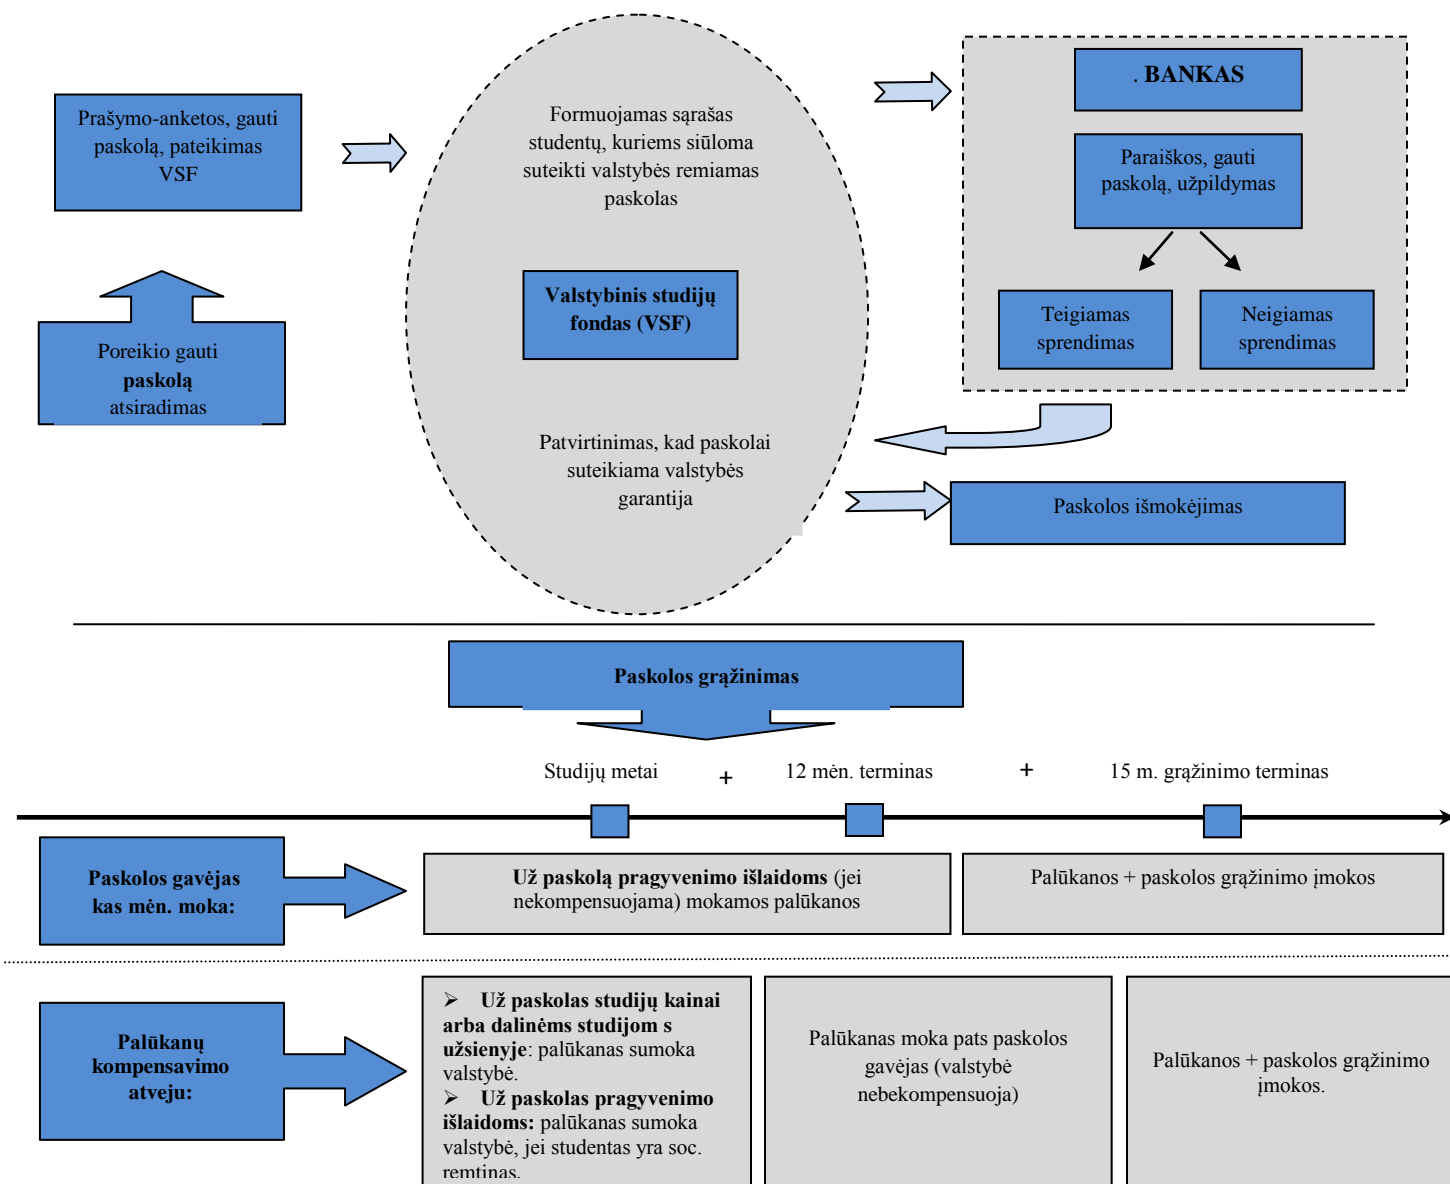 Prašymo-anketos, gauti
paskolą, pateikimas
VSF
Poreikio gauti
paskolą
atsiradimas
Formuojamas sąrašas
studentų, kuriems siūloma
suteikti valstybės remiamas
paskolas
Valstybinis studijų
fondas (VSF)
Patvirtinimas, kad paskolai
suteikiama valstybės
garantija
. BANKAS
Paraiškos, gauti
paskolą, užpildymas
Teigiamas
sprendimas
Neigiamas
sprendimas
Paskolos išmokėjimas
Paskolos grąžinimas
Studijų metai + 12 mėn. terminas + 15 m. grąžinimo terminas
Paskolos gavėjas
kas mėn. moka:
Už paskolą pragyvenimo išlaidoms (jei
nekompensuojama) mokamos palūkanos
Palūkanos + paskolos grąžinimo įmokos
Palūkanų
kompensavimo
atveju:
➢ Už paskolas studijų kainai
arba dalinėms studijom s
užsienyje: palūkanas sumoka
valstybė.
➢ Už paskolas pragyvenimo
išlaidoms: palūkanas sumoka
valstybė, jei studentas yra soc.
remtinas.
Palūkanas moka pats paskolos
gavėjas (valstybė
nebekompensuoja)
Palūkanos + paskolos grąžinimo
įmokos.